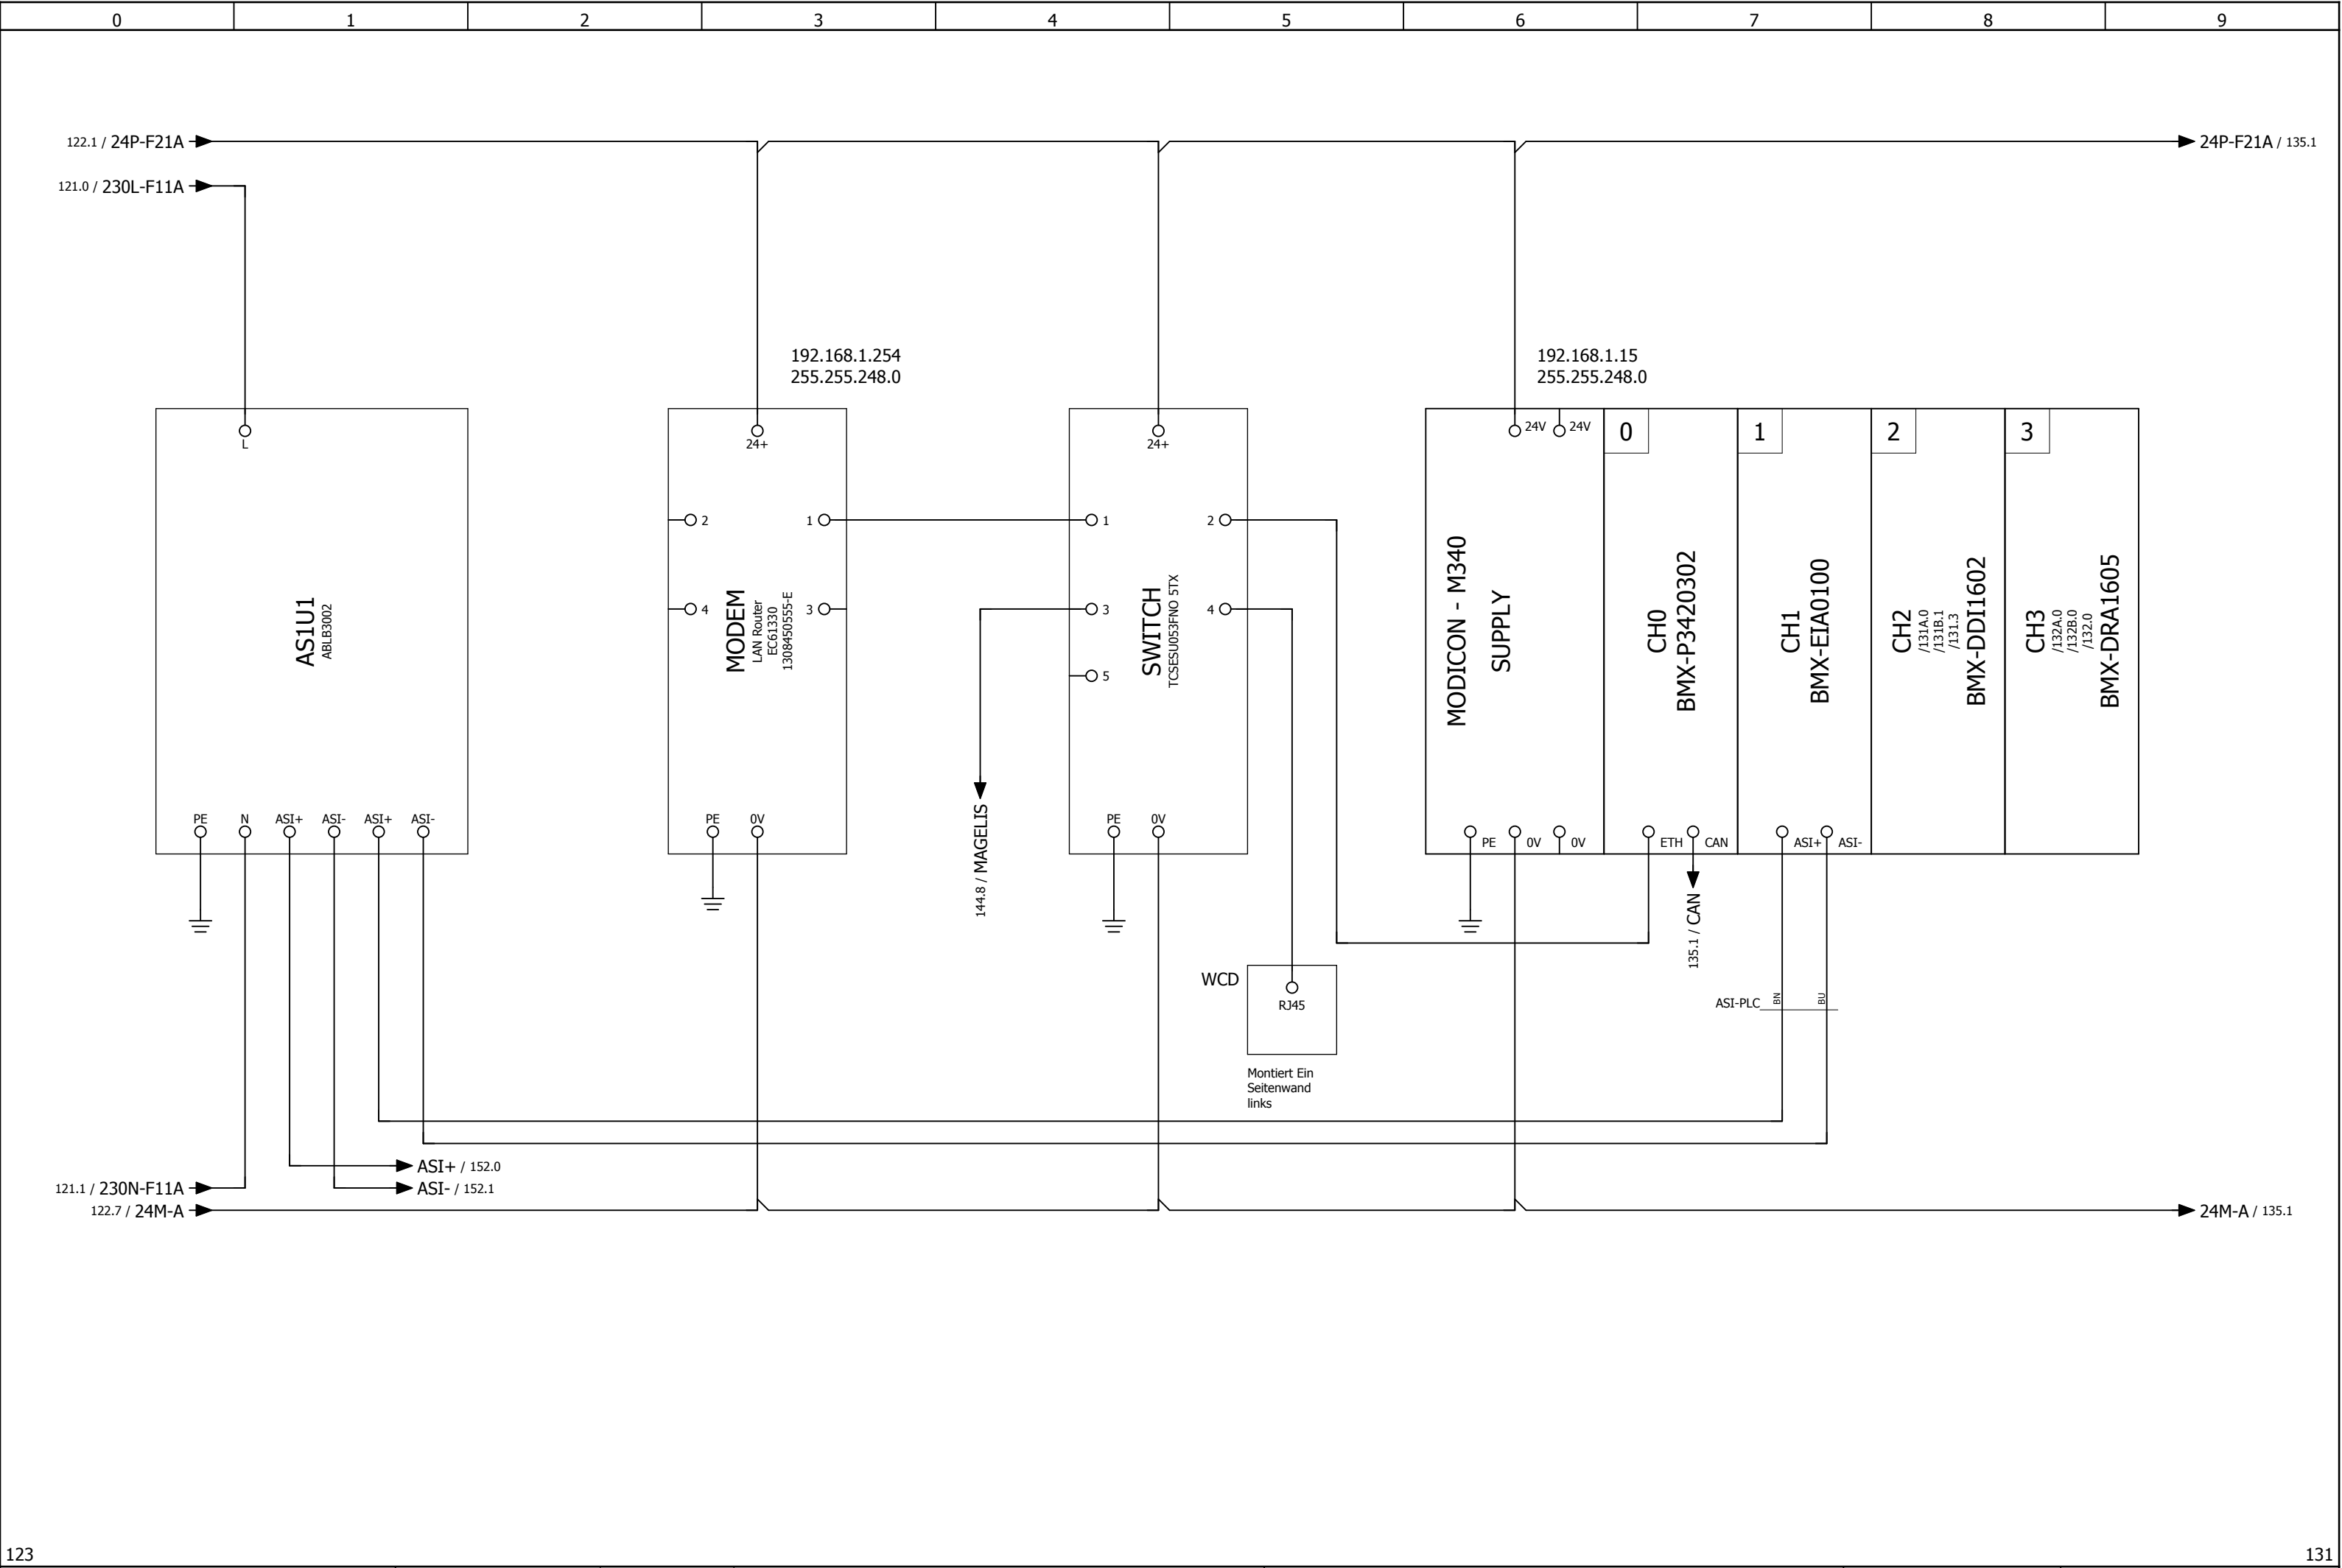 0 1 2 3 4 5 6 7 8 9
122.1 / 24P-F21A
24P-F21A / 135.1
121.0 / 230L-F11A
192.168.1.254
255.255.248.0
192.168.1.15
255.255.248.0
L
AS1U1
ABLB3002
PE N ASI+ ASI- ASI+ ASI-
24+
2
1
4
3
MODEM
LAN Router
EC61330
13084505555-E
PE 0V
24+
1
2
3
4
5
SWITCH
TCSESU053FNO 5TX
PE 0V
144.8 / MAGELIS
24V 24V
MODICON - M340
SUPPLY
PE 0V 0V
0
CH0
BMX-P3420302
ETH CAN
135.1 / CAN
1
CH1
BMX-EIA0100
ASI+ ASI-
2
CH2
/131A.0
/131B.1
/131.3
BMX-DDI1602
3
CH3
/132A.0
/132B.0
/132.0
BMX-DRA1605
WCD
RJ45
Montiert Ein
Seitenwand
links
ASI-PLC BN BU
ASI+ / 152.0
121.1 / 230N-F11A
ASI- / 152.1
122.7 / 24M-A
24M-A / 135.1
123
131